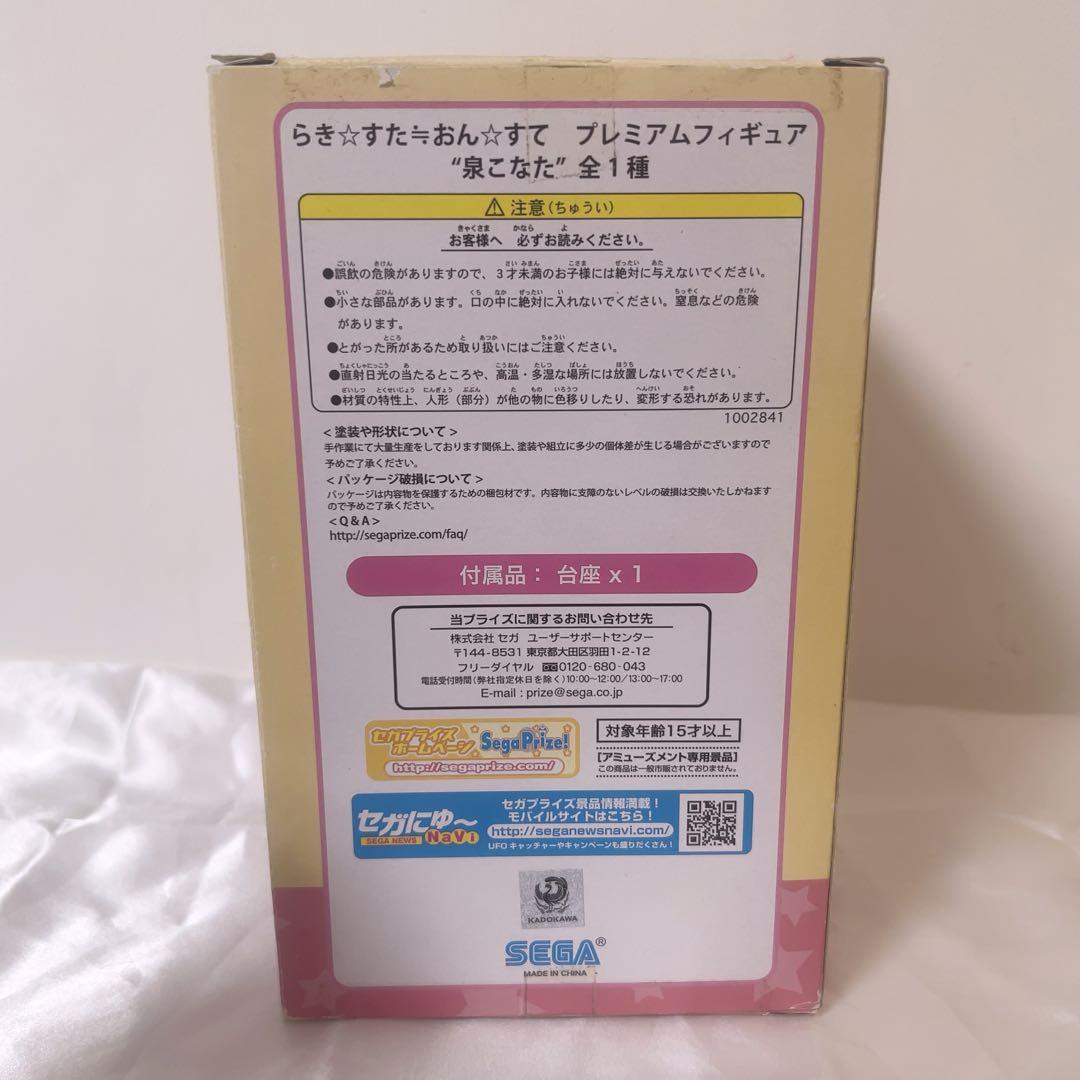 らき☆すた≒おん☆すて プレミアムフィギュア
“泉こなた” 全1種
⚠ 注意(ちゅうい)
お客様へ 必ずお読みください。
●誤飲の危険がありますので、3才未満のお子様には絶対に与えないでください。
●小さな部品があります。口の中に絶対に入れないでください。窒息などの危険
があります。
●とがった所があるため取り扱いにはご注意ください。
●直射日光の当たるところや、高温・多湿な場所には放置しないでください。
●材質の特性上、人形(部分)が他の物に色移りしたり、変形する恐れがあります。
1002841
<塗装や形状について>
手作業にて大量生産をしております関係上、塗装や組立に多少の個体差が生じる場合がございますので
予めご了承ください。
<パッケージ破損について>
パッケージは内容物を保護するための梱包材です。内容物に支障のないレベルの破損は交換いたしかねます
ので予めご了承ください。
<Q&A>
http://segaprize.com/faq/
付属品： 台座 x 1
当プライズに関するお問い合わせ先
株式会社 セガ ユーザーサポートセンター
〒144-8531 東京都大田区羽田1-2-12
フリーダイヤル 0120-680-043
電話受付時間(弊社指定休日を除く)10:00~12:00/13:00~17:00
E-mail : prize@sega.co.jp
セガプライズ
ホームページ SegaPrize!
http://segaprize.com/
対象年齢15才以上
[アミューズメント専用景品]
この商品は一般市販されておりません。
セガにゅ～
SEGA NEWS NaVi
セガプライズ景品情報満載！
モバイルサイトはこちら！
http://seganewsnavi.com/
UFOキャッチャーやキャンペーンも盛りだくさん！
KADOKAWA
SEGA®
MADE IN CHINA